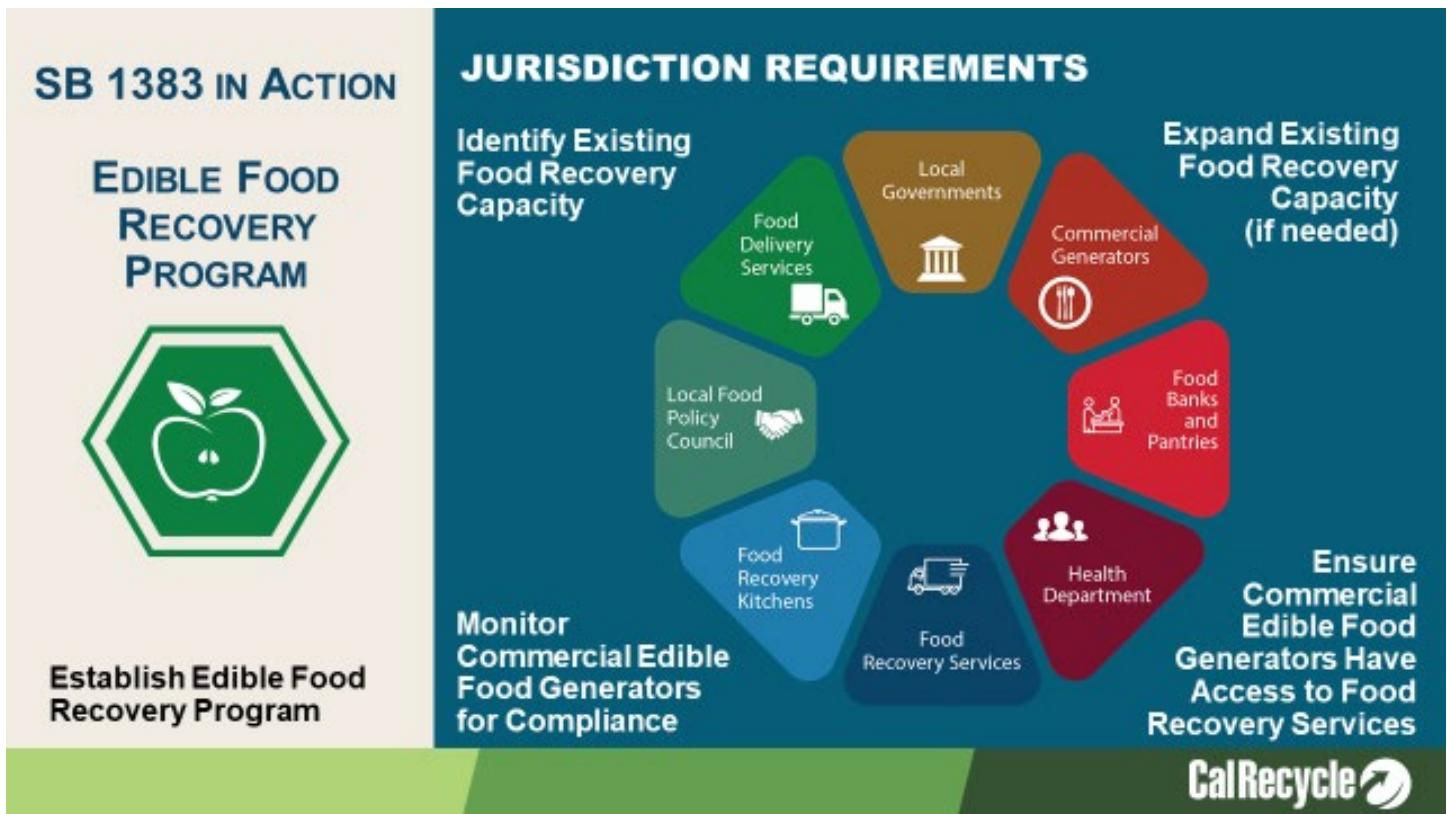 SB 1383 IN ACTION
EDIBLE FOOD
RECOVERY
PROGRAM
Establish Edible Food
Recovery Program
JURISDICTION REQUIREMENTS
Identify Existing
Food Recovery
Capacity
Expand Existing
Food Recovery
Capacity
(if needed)
Local
Governments
Commercial
Generators
Food
Banks
and
Pantries
Health
Department
Food
Recovery Services
Food
Recovery
Kitchens
Local Food
Policy
Council
Food
Delivery
Services
Monitor
Commercial Edible
Food Generators
for Compliance
Ensure
Commercial
Edible Food
Generators Have
Access to Food
Recovery Services
CalRecycle